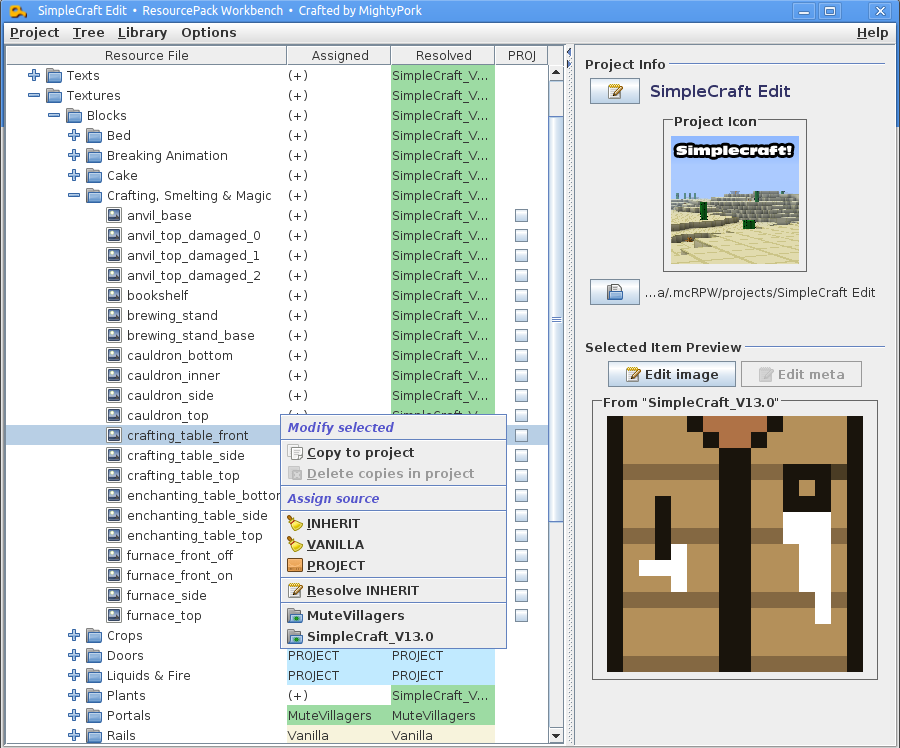 SimpleCraft Edit • ResourcePack Workbench • Crafted by MightyPork
Project Tree Library Options Help
Resource File Assigned Resolved PROJ
Texts (+) SimpleCraft_V...
Textures (+) SimpleCraft_V...
Blocks (+) SimpleCraft_V...
Bed (+) SimpleCraft_V...
Breaking Animation (+) SimpleCraft_V...
Cake (+) SimpleCraft_V...
Crafting, Smelting & Magic (+) SimpleCraft_V...
anvil_base (+) SimpleCraft_V...
anvil_top_damaged_0 (+) SimpleCraft_V...
anvil_top_damaged_1 (+) SimpleCraft_V...
anvil_top_damaged_2 (+) SimpleCraft_V...
bookshelf (+) SimpleCraft_V...
brewing_stand (+) SimpleCraft_V...
brewing_stand_base (+) SimpleCraft_V...
cauldron_bottom (+) SimpleCraft_V...
cauldron_inner (+) SimpleCraft_V...
cauldron_side (+) SimpleCraft_V...
cauldron_top
crafting_table_front
crafting_table_side
crafting_table_top
enchanting_table_bottor
enchanting_table_side
enchanting_table_top
furnace_front_off
furnace_front_on
furnace_side
furnace_top
Crops
Doors PROJECT PROJECT
Liquids & Fire PROJECT PROJECT
Plants (+) SimpleCraft_V...
Portals MuteVillagers MuteVillagers
Rails Vanilla Vanilla
Modify selected
Copy to project
Delete copies in project
Assign source
INHERIT
VANILLA
PROJECT
Resolve INHERIT
MuteVillagers
SimpleCraft_V13.0
Project Info
SimpleCraft Edit
Project Icon
Simplecraft!
...a/.mcRPW/projects/SimpleCraft Edit
Selected Item Preview
Edit image Edit meta
From "SimpleCraft_V13.0"